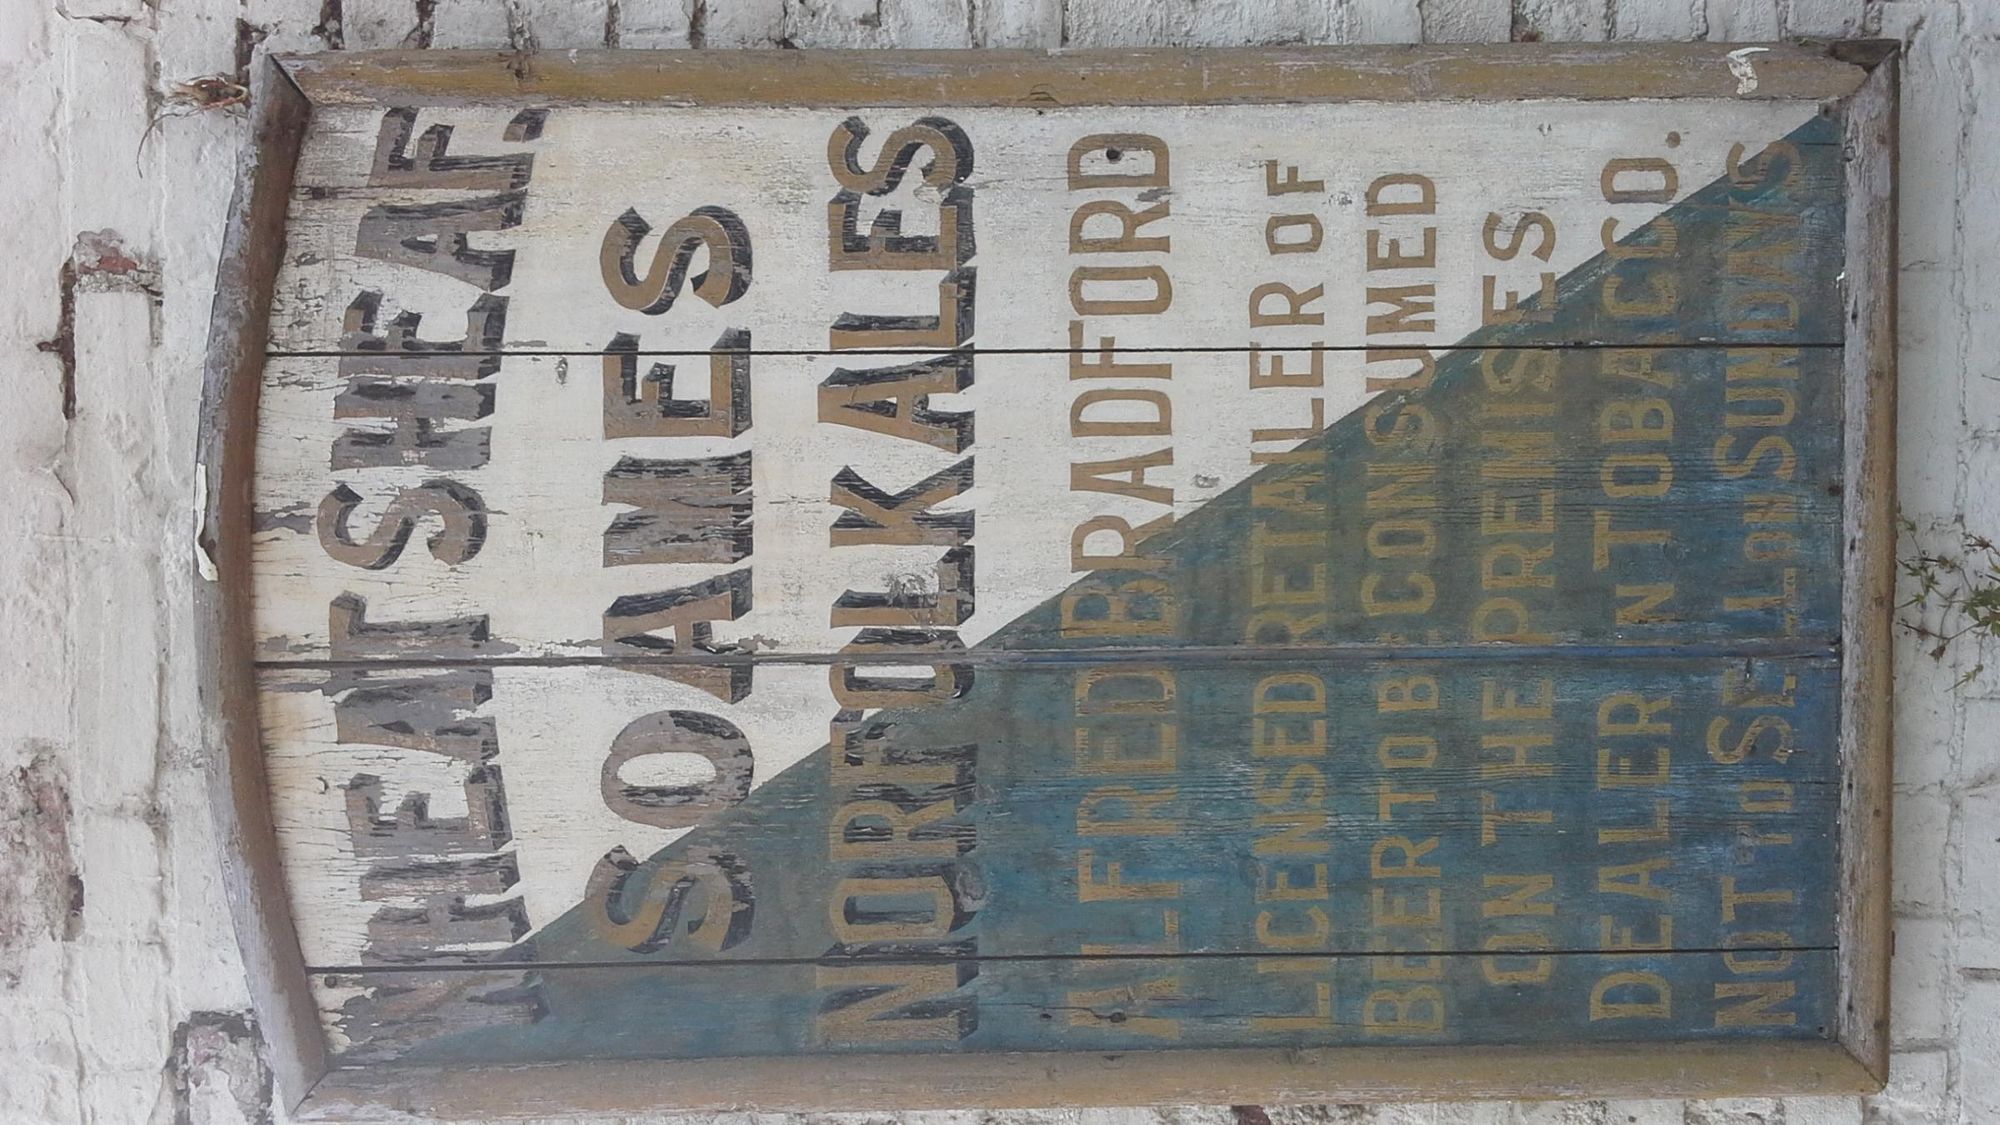 WHEATSHEAF.
SOAMES
NORFOLK ALES
ALFRED BRADFORD
LICENSED RETAILER OF
BEER TO BE CONSUMED
ON THE PREMISES
DEALER IN TOBACCO.
NOT TO SELL ON SUNDAYS